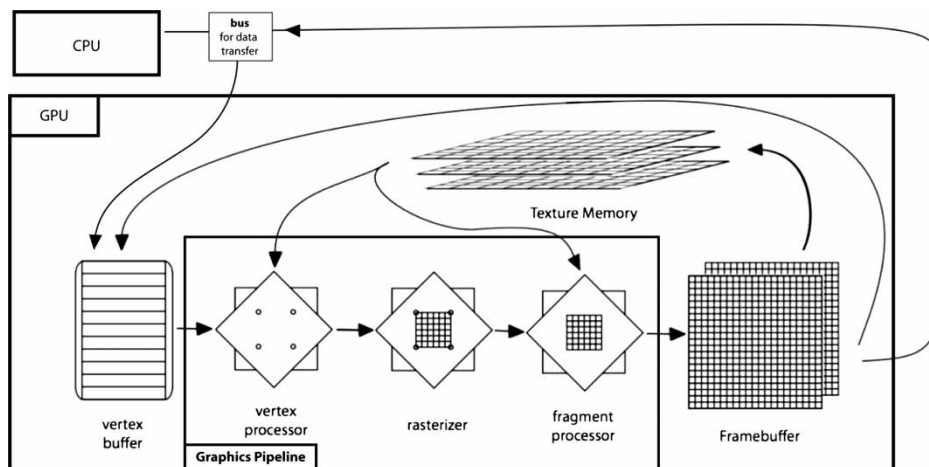 CPU
bus
for data
transfer
GPU
Texture Memory
vertex
buffer
vertex
processor
rasterizer
fragment
processor
Framebuffer
Graphics Pipeline